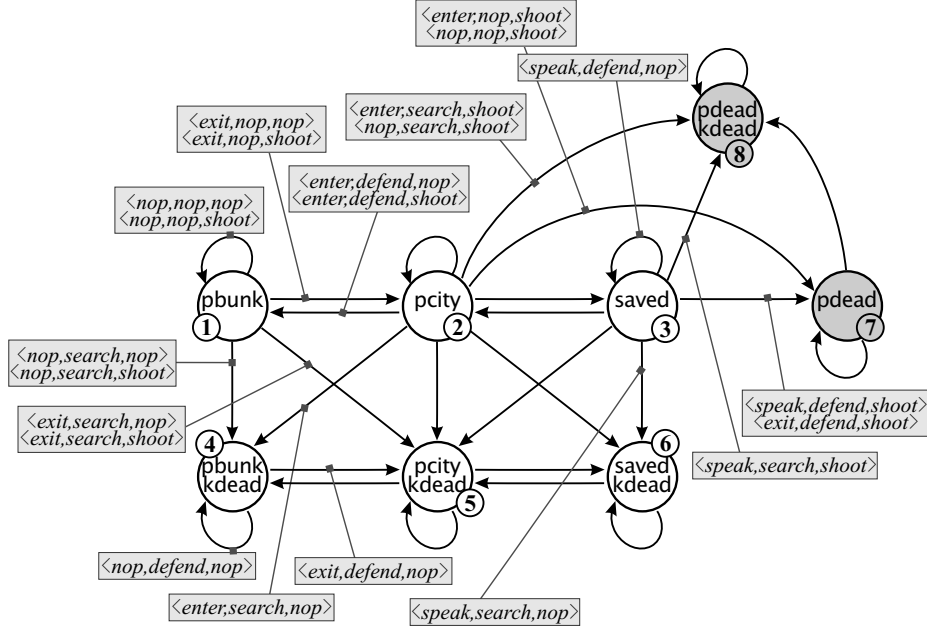 <enter,nop,shoot>
<nop,nop,shoot>
<speak,defend,nop>
<enter,search,shoot>
<nop,search,shoot>
pdead
kdead
8
<exit,nop,nop>
<exit,nop,shoot>
<enter,defend,nop>
<enter,defend,shoot>
<nop,nop,nop>
<nop,nop,shoot>
pbunk
1
pcity
2
saved
3
pdead
7
<nop,search,nop>
<nop,search,shoot>
<exit,search,nop>
<exit,search,shoot>
<speak,defend,shoot>
<exit,defend,shoot>
<speak,search,shoot>
4
pbunk
kdead
pcity
kdead
5
6
saved
kdead
<nop,defend,nop>
<exit,defend,nop>
<enter,search,nop>
<speak,search,nop>